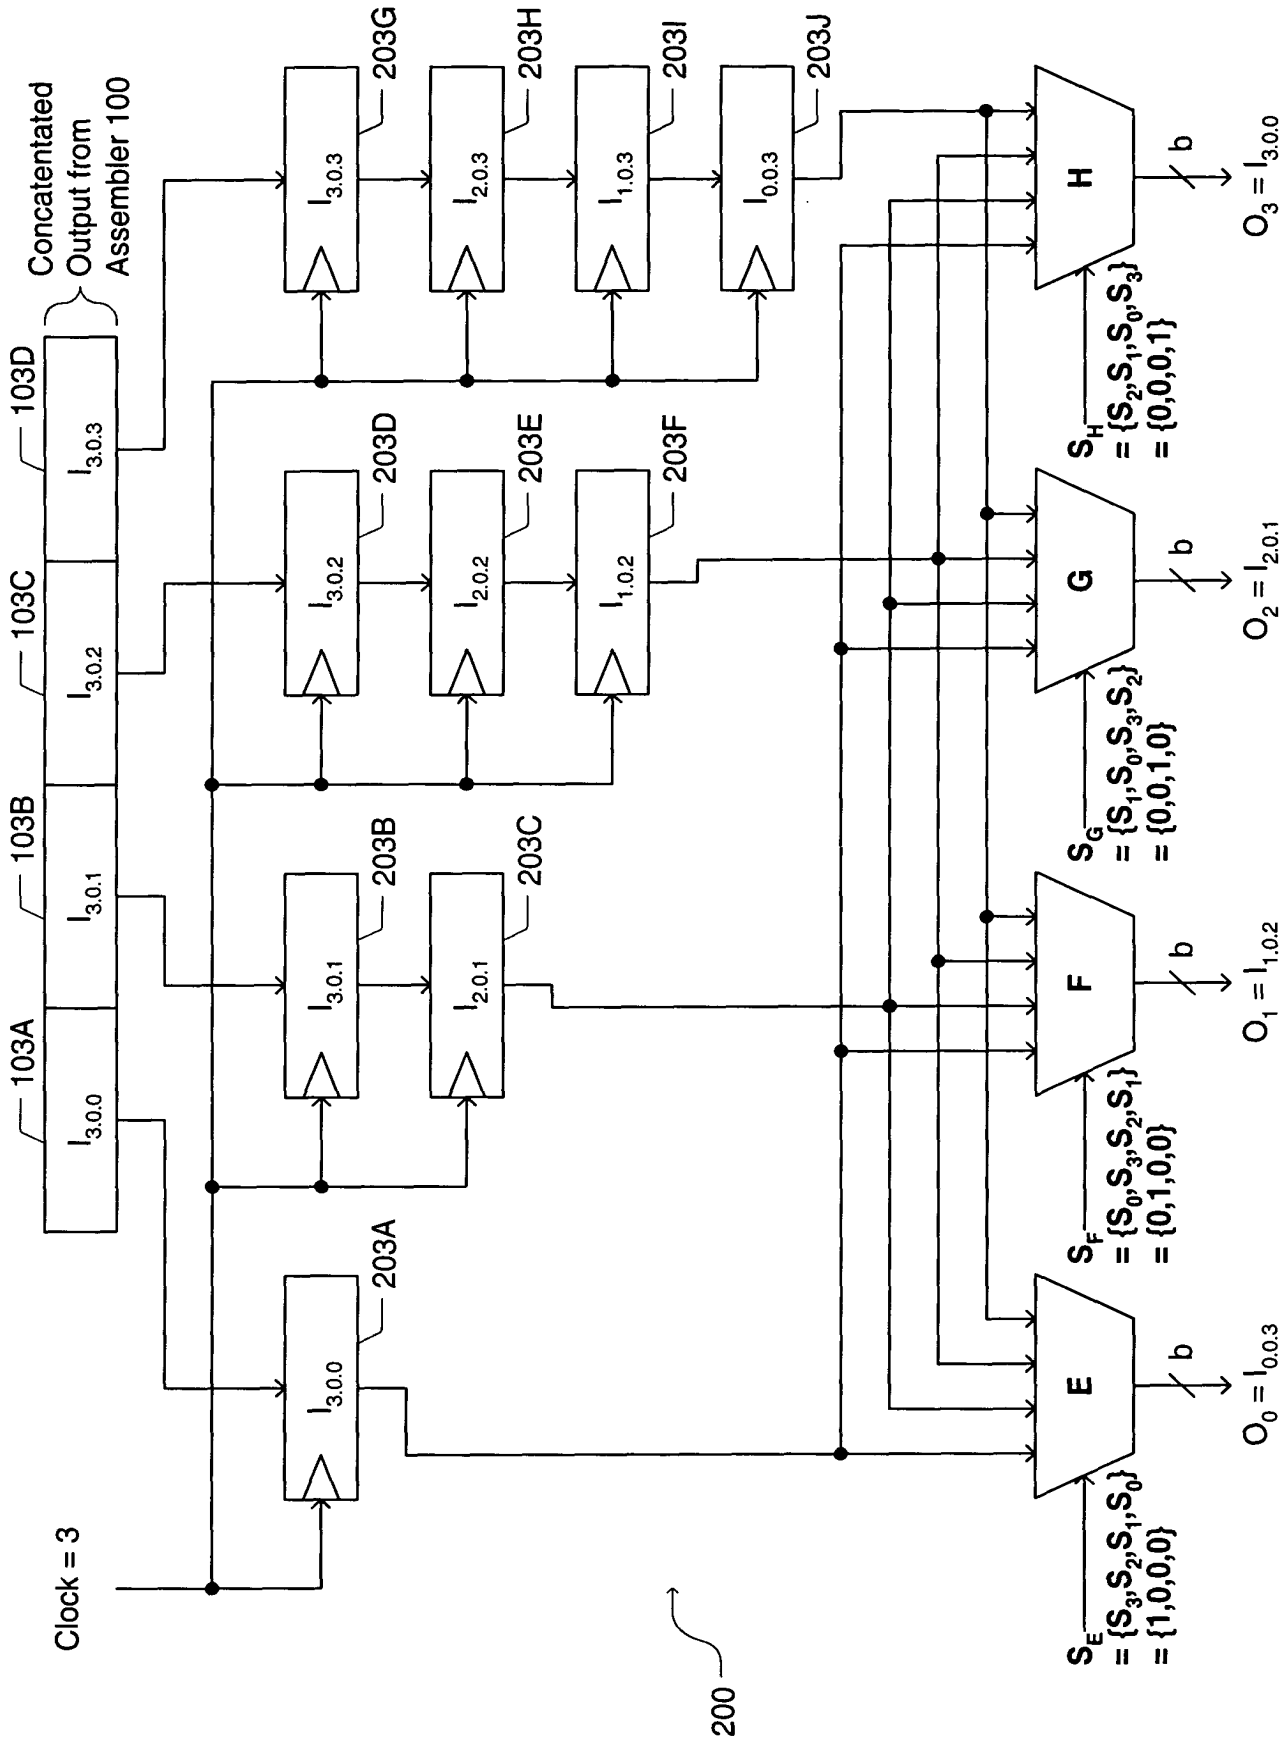 Clock = 3
Concatentated
Output from
Assembler 100
103A
103B
103C
103D
I3.0.0
I3.0.1
I3.0.2
I3.0.3
I3.0.0
203A
I3.0.1
203B
I2.0.1
203C
I3.0.2
203D
I2.0.2
203E
I1.0.2
203F
I3.0.3
203G
I2.0.3
203H
I1.0.3
203I
I0.0.3
203J
200
E
F
G
H
SE
= {S3,S2,S1,S0}
= {1,0,0,0}
SF
= {S0,S3,S2,S1}
= {0,1,0,0}
SG
= {S1,S0,S3,S2}
= {0,0,1,0}
SH
= {S2,S1,S0,S3}
= {0,0,0,1}
b
b
b
b
O0 = I0.0.3
O1 = I1.0.2
O2 = I2.0.1
O3 = I3.0.0